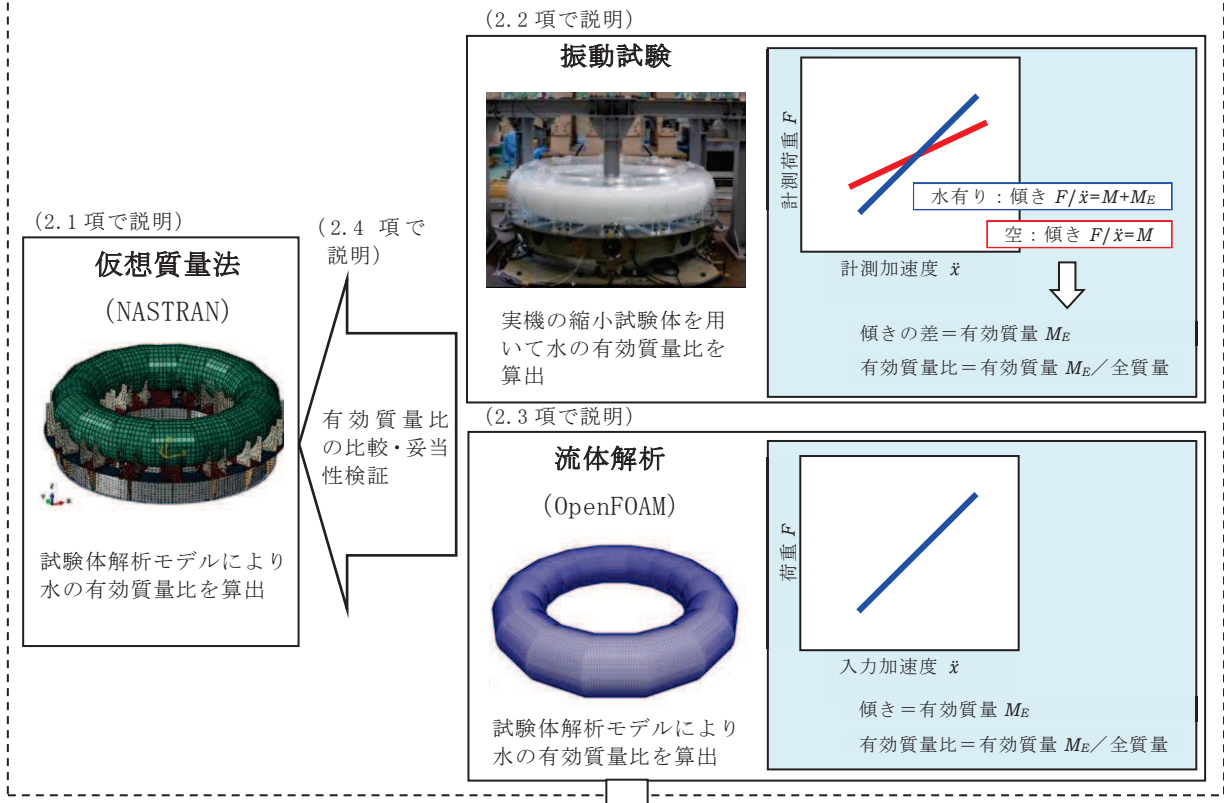 (2.2 項で説明)
振動試験
計測荷重 F
水有り：傾き F/ẍ=M+M_E
空：傾き F/ẍ=M
計測加速度 ẍ
実機の縮小試験体を用
いて水の有効質量比を
算出
傾きの差＝有効質量 M_E
有効質量比＝有効質量 M_E／全質量
(2.1 項で説明)
仮想質量法
(NASTRAN)
試験体解析モデルにより
水の有効質量比を算出
(2.4 項で
説明)
有効質量比
の比較・妥当
性検証
(2.3 項で説明)
流体解析
(OpenFOAM)
試験体解析モデルにより
水の有効質量比を算出
荷重 F
入力加速度 ẍ
傾き＝有効質量 M_E
有効質量比＝有効質量 M_E／全質量